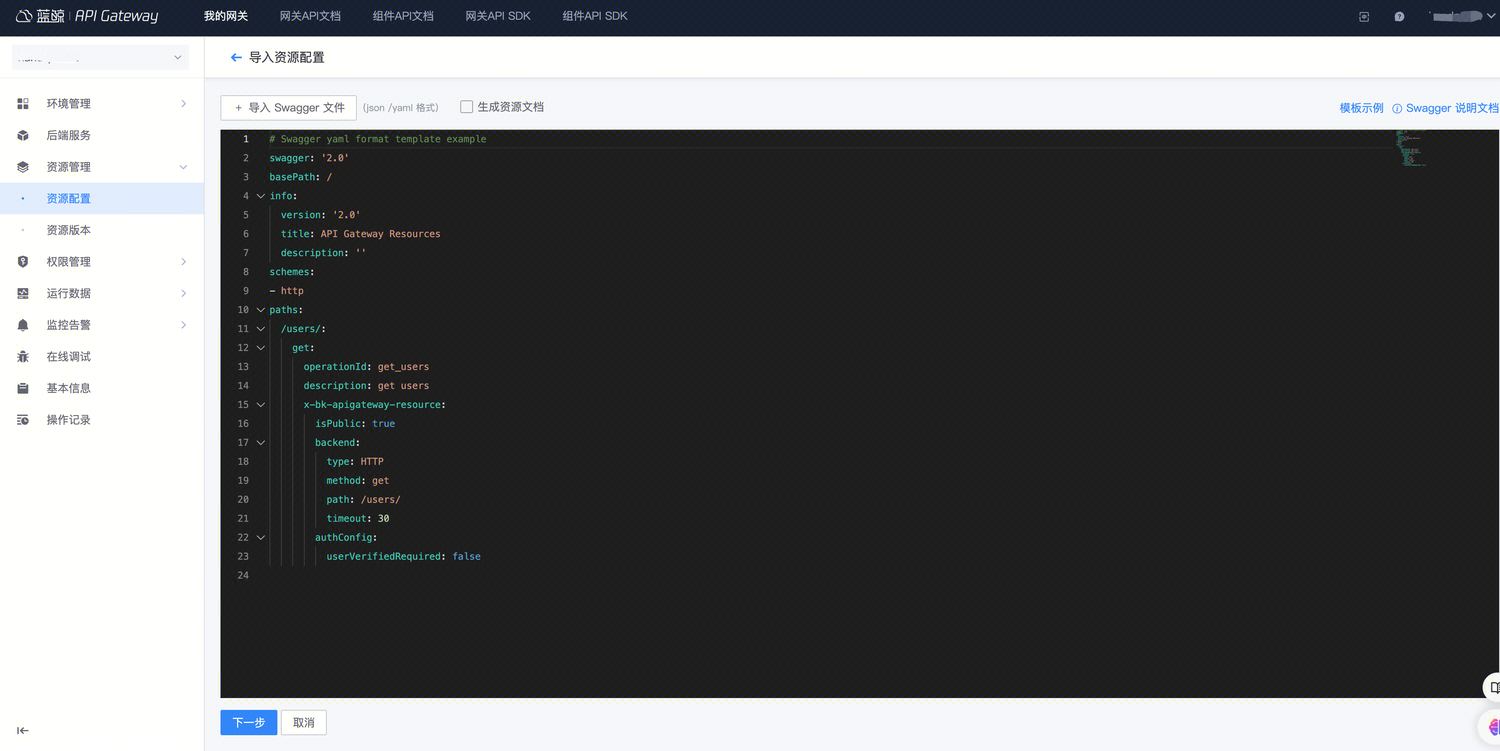 蓝鲸 | API Gateway 我的网关 网关API文档 组件API文档 网关API SDK 组件API SDK
导入资源配置
环境管理
后端服务
资源管理
资源配置
资源版本
权限管理
运行数据
监控告警
在线调试
基本信息
操作记录
+ 导入 Swagger 文件 (json /yaml 格式) 生成资源文档 模板示例 Swagger 说明文档
1 # Swagger yaml format template example
2 swagger: '2.0'
3 basePath: /
4 info:
5 version: '2.0'
6 title: API Gateway Resources
7 description: ''
8 schemes:
9 - http
10 paths:
11 /users/:
12 get:
13 operationId: get_users
14 description: get users
15 x-bk-apigateway-resource:
16 isPublic: true
17 backend:
18 type: HTTP
19 method: get
20 path: /users/
21 timeout: 30
22 authConfig:
23 userVerifiedRequired: false
24
下一步 取消